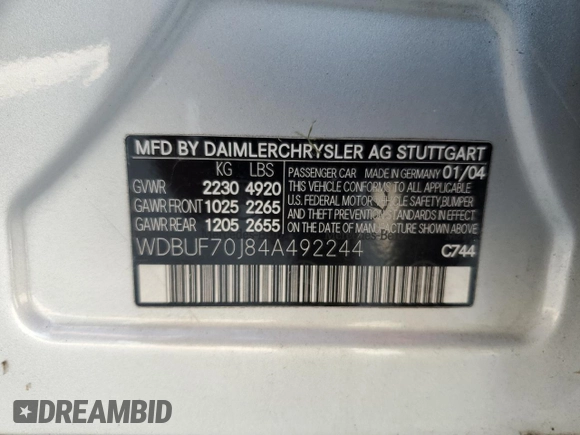 MFD BY DAIMLERCHRYSLER AG STUTTGART
KG LBS
GVWR 2230 4920
GAWR FRONT 1025 2265
GAWR REAR 1205 2655
PASSENGER CAR MADE IN GERMANY 01/04
THIS VEHICLE CONFORMS TO ALL APPLICABLE
U.S. FEDERAL MOTOR VEHICLE SAFETY,BUMPER
AND THEFT PREVENTION STANDARDS IN EFFECT
ON THE DATE OF MANUFACTURE SHOWN ABOVE.
WDBUF70J84A492244
C744
DREAMBID